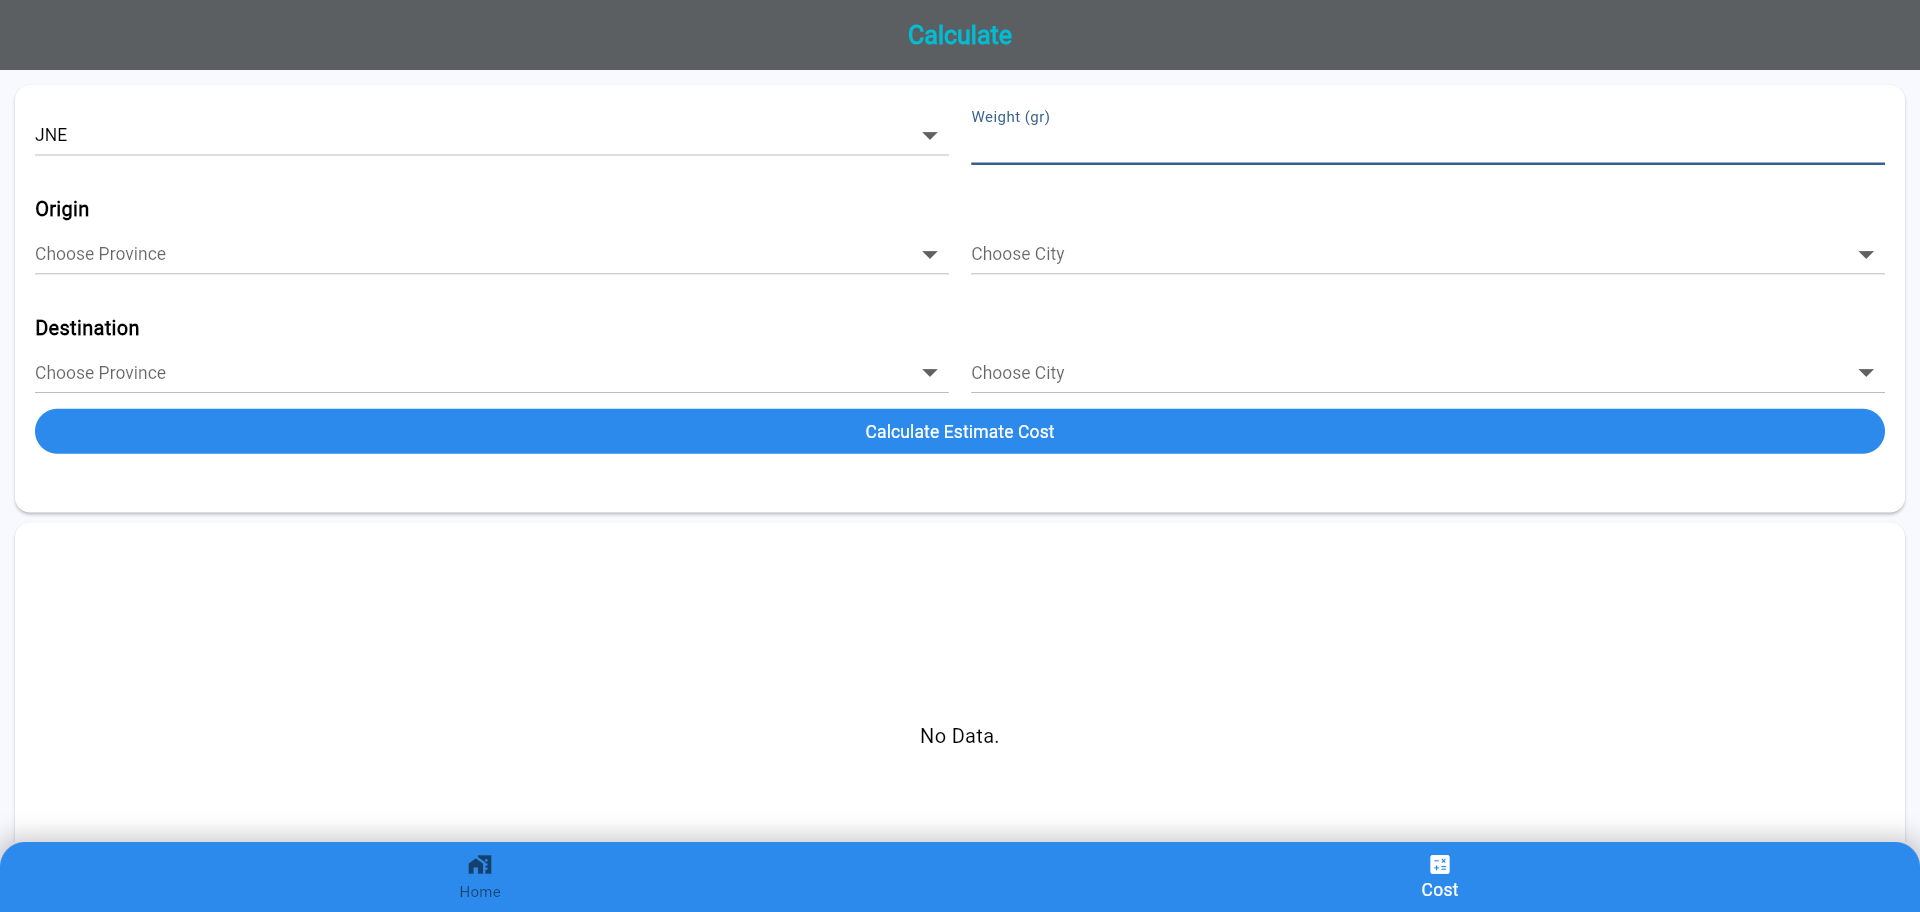 Calculate
JNE
Weight (gr)
Origin
Choose Province
Choose City
Destination
Choose Province
Choose City
Calculate Estimate Cost
No Data.
Home
Cost